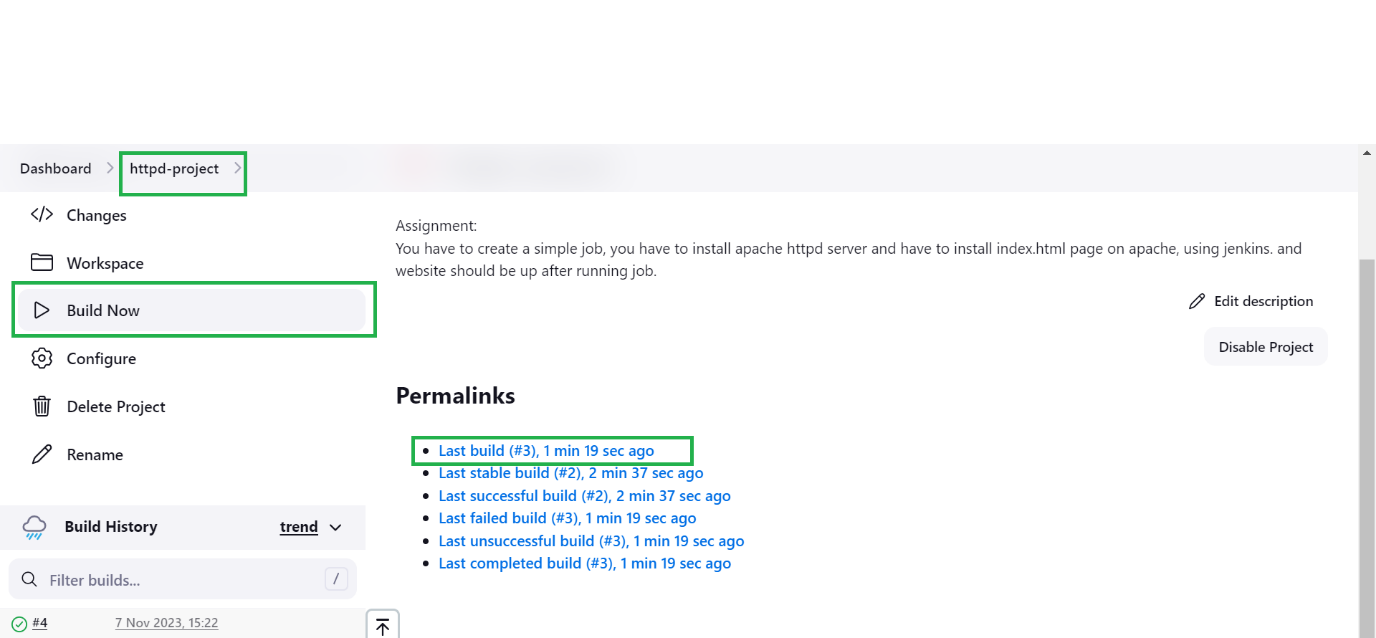 Dashboard
httpd-project
Changes
Workspace
Build Now
Configure
Delete Project
Rename
Build History
trend
Filter builds...
/
#4
7 Nov 2023, 15:22
Assignment:
You have to create a simple job, you have to install apache httpd server and have to install index.html page on apache, using jenkins. and
website should be up after running job.
Edit description
Disable Project
Permalinks
Last build (#3), 1 min 19 sec ago
Last stable build (#2), 2 min 37 sec ago
Last successful build (#2), 2 min 37 sec ago
Last failed build (#3), 1 min 19 sec ago
Last unsuccessful build (#3), 1 min 19 sec ago
Last completed build (#3), 1 min 19 sec ago